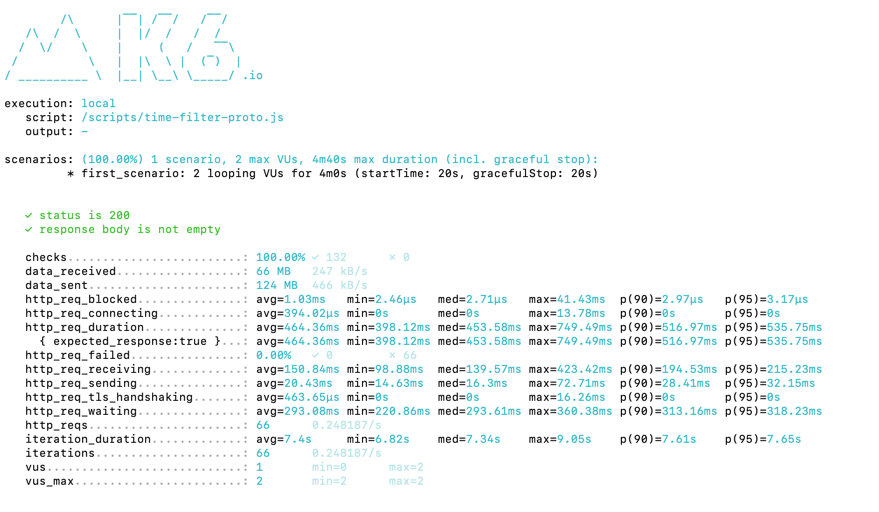 .io
execution: local
script: /scripts/time-filter-proto.js
output: -
scenarios: (100.00%) 1 scenario, 2 max VUs, 4m40s max duration (incl. graceful stop):
* first_scenario: 2 looping VUs for 4m0s (startTime: 20s, gracefulStop: 20s)
✓ status is 200
✓ response body is not empty
checks.........................: 100.00% ✓ 132 ✗ 0
data_received..................: 66 MB 247 kB/s
data_sent......................: 124 MB 466 kB/s
http_req_blocked...............: avg=1.03ms min=2.46µs med=2.71µs max=41.43ms p(90)=2.97µs p(95)=3.17µs
http_req_connecting............: avg=394.02µs min=0s med=0s max=13.78ms p(90)=0s p(95)=0s
http_req_duration..............: avg=464.36ms min=398.12ms med=453.58ms max=749.49ms p(90)=516.97ms p(95)=535.75ms
{ expected_response:true }...: avg=464.36ms min=398.12ms med=453.58ms max=749.49ms p(90)=516.97ms p(95)=535.75ms
http_req_failed................: 0.00% ✓ 0 ✗ 66
http_req_receiving.............: avg=150.84ms min=98.88ms med=139.57ms max=423.42ms p(90)=194.53ms p(95)=215.23ms
http_req_sending...............: avg=20.43ms min=14.63ms med=16.3ms max=72.71ms p(90)=28.41ms p(95)=32.15ms
http_req_tls_handshaking.......: avg=463.65µs min=0s med=0s max=16.26ms p(90)=0s p(95)=0s
http_req_waiting...............: avg=293.08ms min=220.86ms med=293.61ms max=360.38ms p(90)=313.16ms p(95)=318.23ms
http_reqs......................: 66 0.248187/s
iteration_duration.............: avg=7.4s min=6.82s med=7.34s max=9.05s p(90)=7.61s p(95)=7.65s
iterations.....................: 66 0.248187/s
vus............................: 1 min=0 max=2
vus_max........................: 2 min=2 max=2